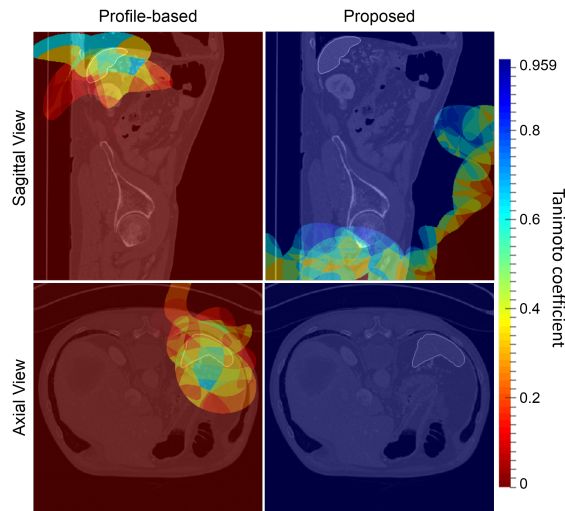 Profile-based
Proposed
Sagittal View
Axial View
0.959
0.8
0.6
0.4
0.2
0
Tanimoto coefficient